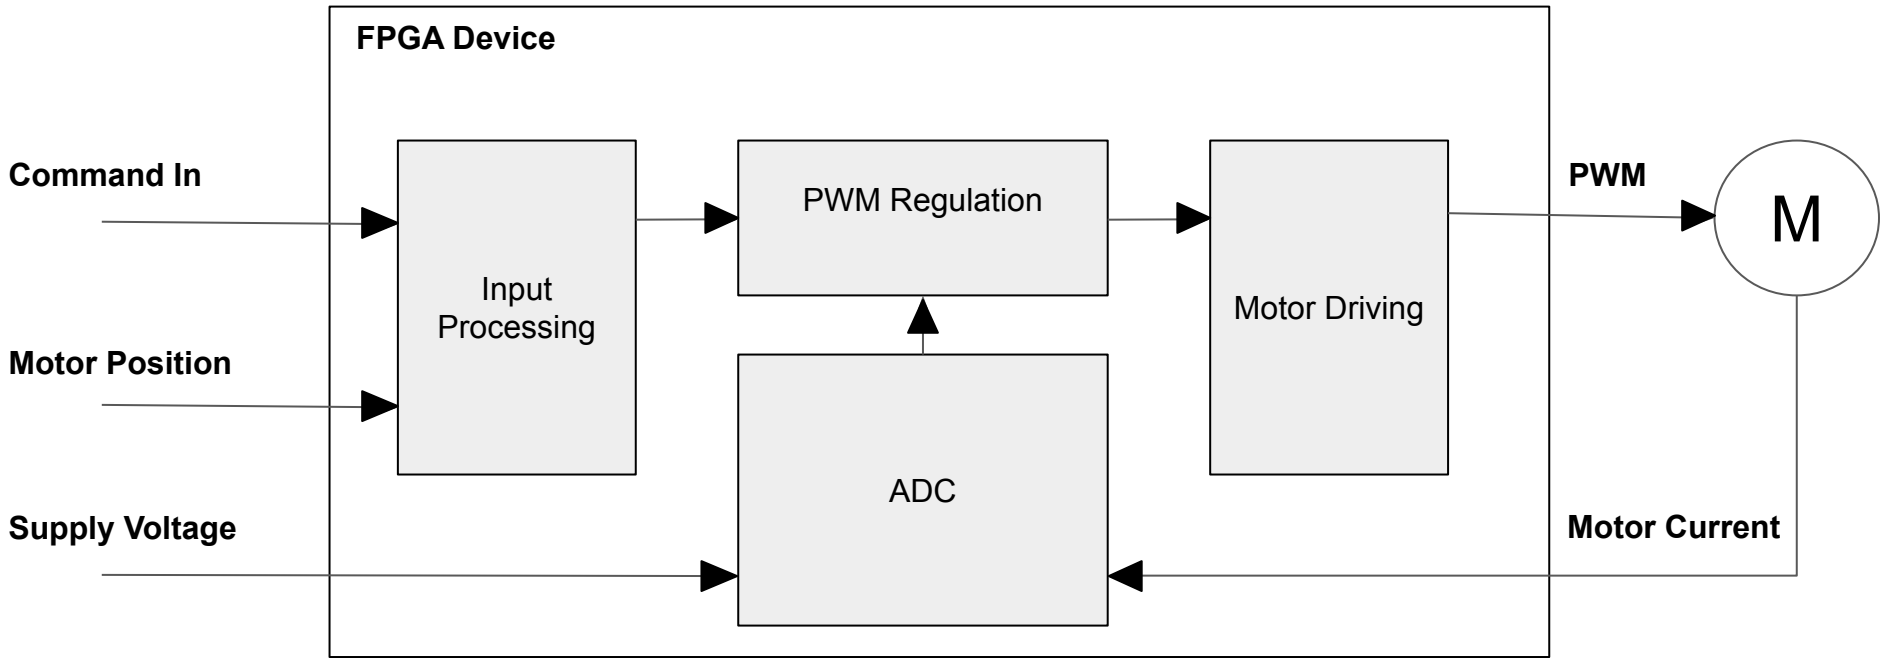 FPGA Device
Command In
PWM Regulation
PWM
M
Input
Processing
Motor Driving
Motor Position
ADC
Supply Voltage
Motor Current